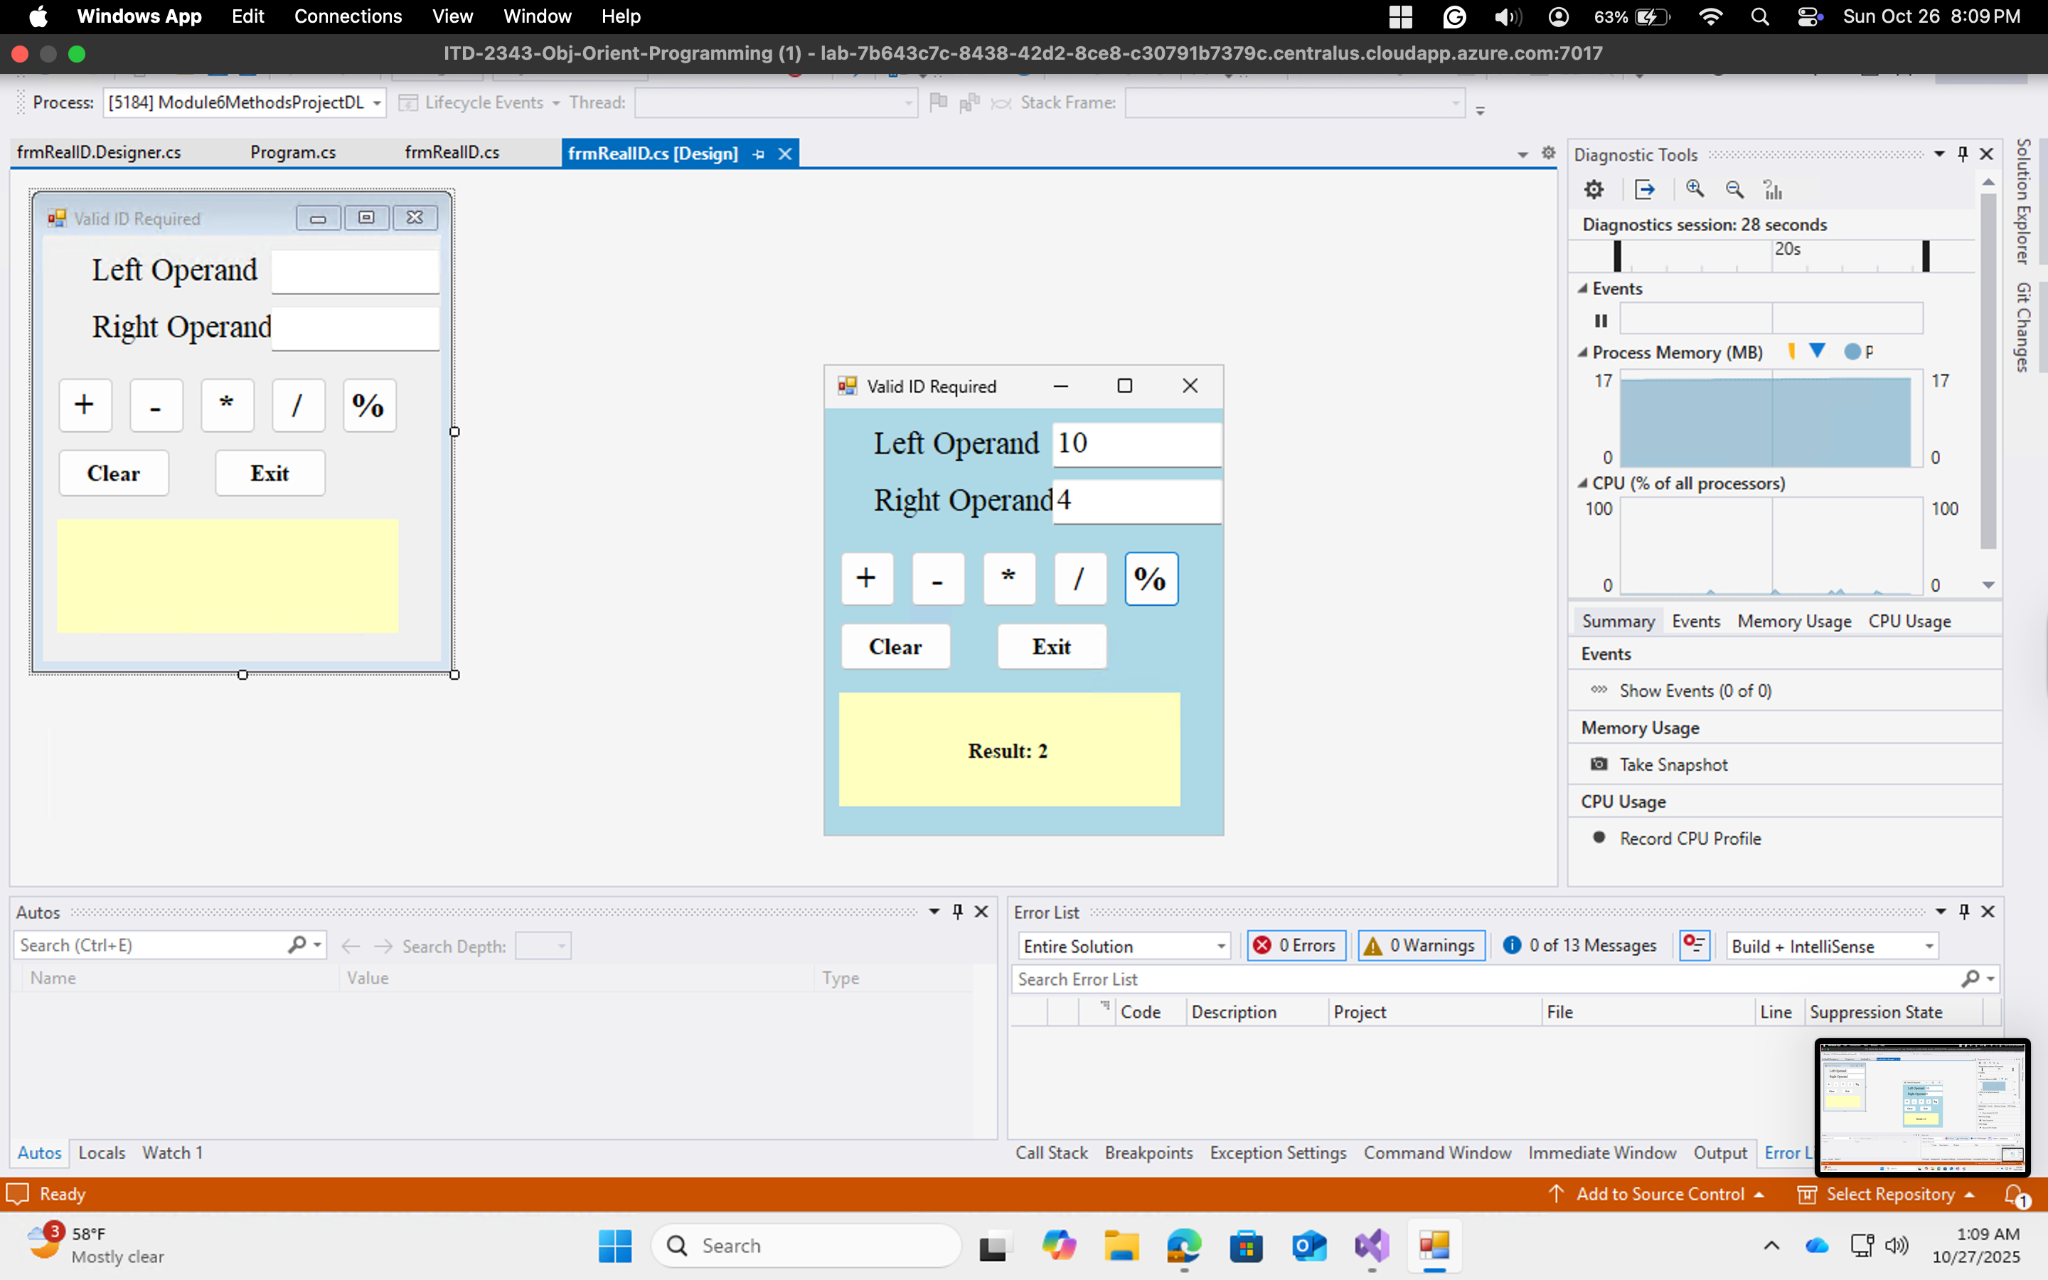 Windows App Edit Connections View Window Help 63% Sun Oct 26 8:09 PM
ITD-2343-Obj-Orient-Programming (1) - lab-7b643c7c-8438-42d2-8ce8-c30791b7379c.centralus.cloudapp.azure.com:7017
Process: [5184] Module6MethodsProjectDL Lifecycle Events Thread: Stack Frame:
frmRealID.Designer.cs Program.cs frmRealID.cs frmRealID.cs [Design]
Valid ID Required
Left Operand
Right Operand
+ - * / %
Clear Exit
Valid ID Required
Left Operand 10
Right Operand 4
+ - * / %
Clear Exit
Result: 2
Diagnostic Tools
Diagnostics session: 28 seconds
20s
Events
Process Memory (MB) P
17 17
0 0
CPU (% of all processors)
100 100
0 0
Summary Events Memory Usage CPU Usage
Events
Show Events (0 of 0)
Memory Usage
Take Snapshot
CPU Usage
Record CPU Profile
Solution Explorer
Git Changes
Autos
Search (Ctrl+E) Search Depth:
Name Value Type
Autos Locals Watch 1
Error List
Entire Solution 0 Errors 0 Warnings 0 of 13 Messages Build + IntelliSense
Search Error List
Code Description Project File Line Suppression State
Call Stack Breakpoints Exception Settings Command Window Immediate Window Output Error L
Ready Add to Source Control Select Repository 1
3 58°F
Mostly clear
Search
1:09 AM
10/27/2025